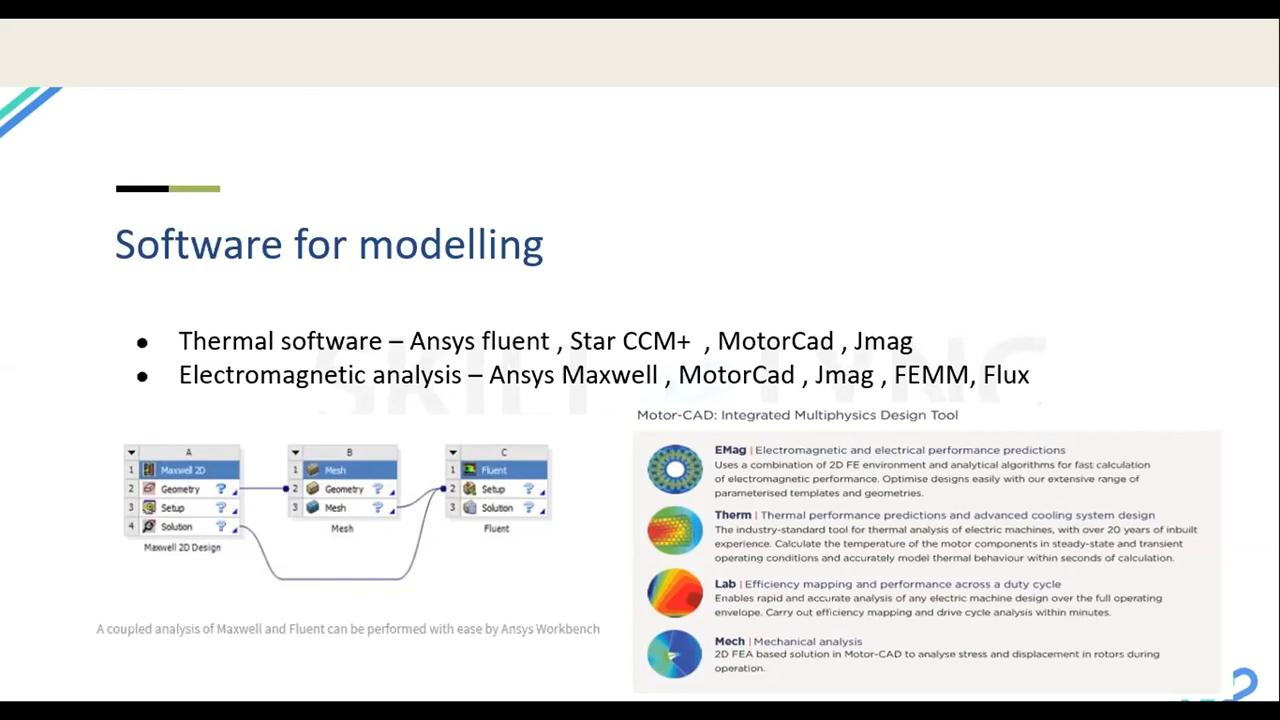 Software for modelling
● Thermal software – Ansys fluent , Star CCM+ , MotorCad , Jmag
● Electromagnetic analysis – Ansys Maxwell , MotorCad , Jmag , FEMM, Flux
A
1 Maxwell 2D
2 Geometry ?
3 Setup ?
4 Solution ?
Maxwell 2D Design
B
1 Mesh
2 Geometry ?
3 Mesh ?
Mesh
C
1 Fluent
2 Setup ?
3 Solution ?
Fluent
A coupled analysis of Maxwell and Fluent can be performed with ease by Ansys Workbench
Motor-CAD: Integrated Multiphysics Design Tool
EMag | Electromagnetic and electrical performance predictions
Uses a combination of 2D FE environment and analytical algorithms for fast calculation
of electromagnetic performance. Optimise designs easily with our extensive range of
parameterised templates and geometries.
Therm | Thermal performance predictions and advanced cooling system design
The industry-standard tool for thermal analysis of electric machines, with over 20 years of inbuilt
experience. Calculate the temperature of the motor components in steady-state and transient
operating conditions and accurately model thermal behaviour within seconds of calculation.
Lab | Efficiency mapping and performance across a duty cycle
Enables rapid and accurate analysis of any electric machine design over the full operating
envelope. Carry out efficiency mapping and drive cycle analysis within minutes.
Mech | Mechanical analysis
2D FEA based solution in Motor-CAD to analyse stress and displacement in rotors during
operation.